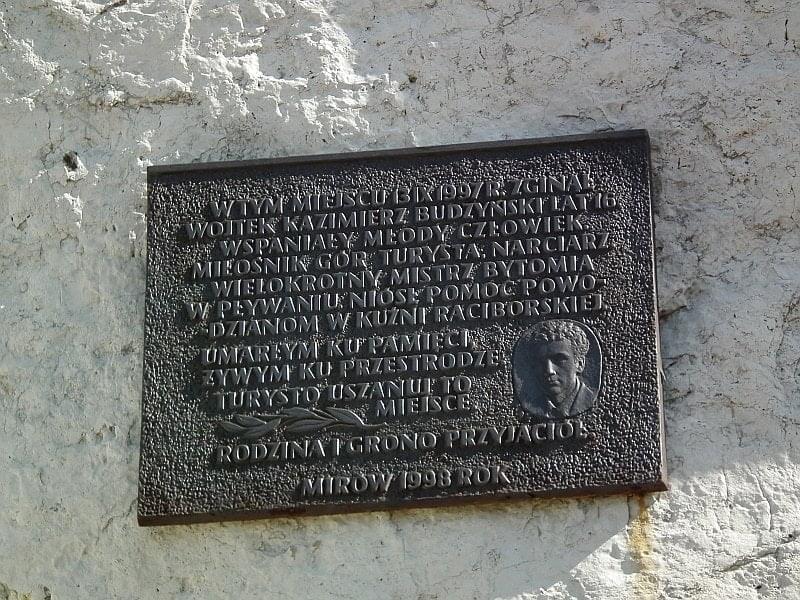 W TYM MIEJSCU 13 IX 1997 R. ZGINĄŁ
WOJTEK KAZIMIERZ BUDZYŃSKI LAT 16
WSPANIAŁY MŁODY CZŁOWIEK
MIŁOŚNIK GÓR, TURYSTA, NARCIARZ
WIELOKROTNY MISTRZ BYTOMIA
W PŁYWANIU, NIÓSŁ POMOC POWO-
DZIANOM W KUŹNI RACIBORSKIEJ.
UMARŁYM KU PAMIĘCI,
ŻYWYM KU PRZESTRODZE
TURYSTO USZANUJ TO
MIEJSCE
RODZINA I GRONO PRZYJACIÓŁ
MIRÓW 1998 ROK